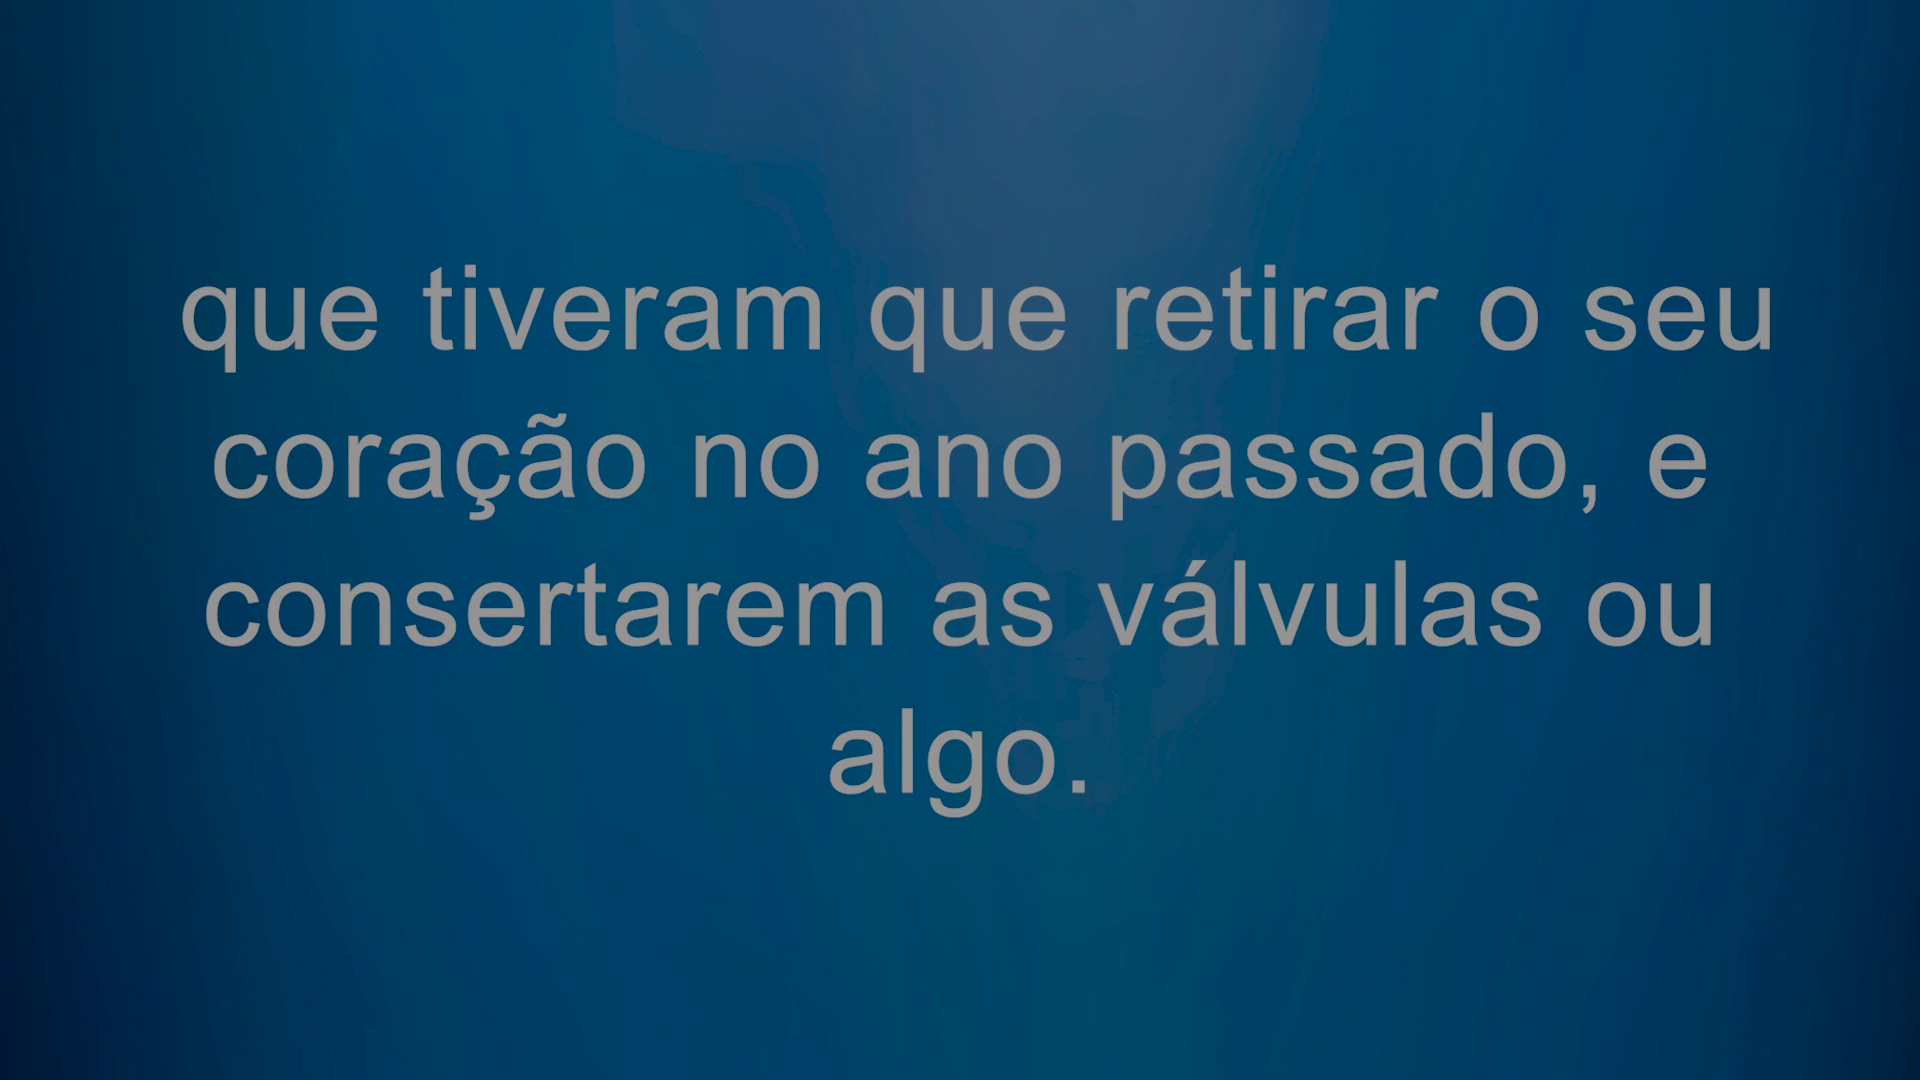 que tiveram que retirar o seu
coração no ano passado, e
consertarem as válvulas ou
algo.